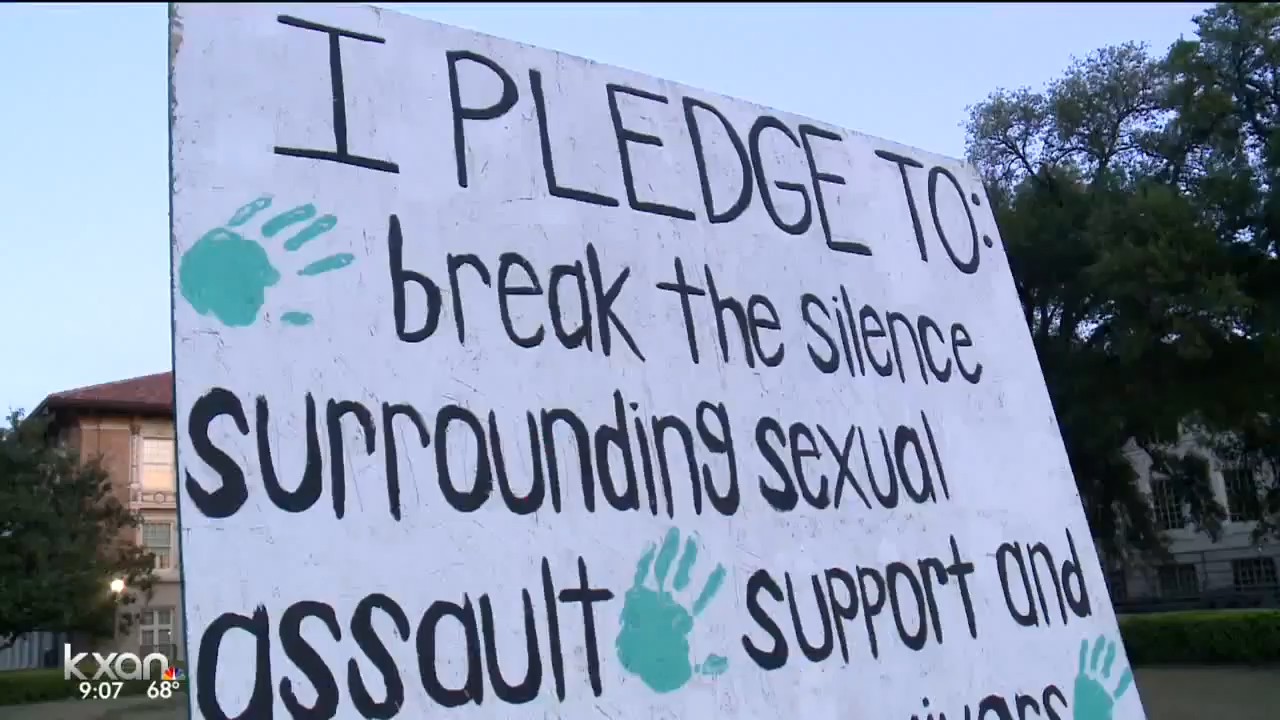 I PLEDGE TO:
break the silence
surrounding sexual
assault support and
kxan
9:07 68°